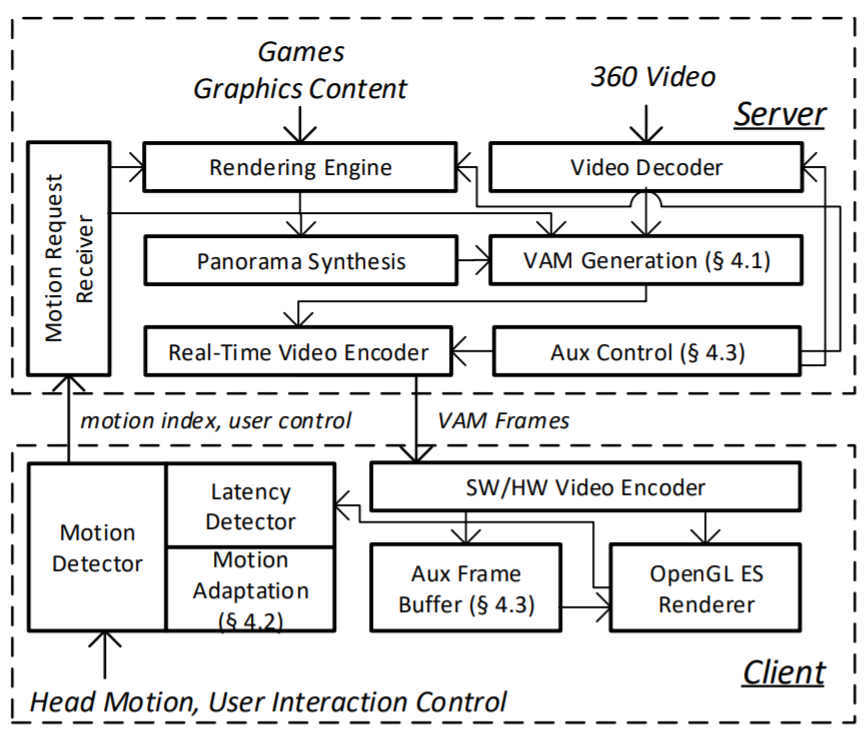 Games
Graphics Content
360 Video
Server
Motion Request
Receiver
Rendering Engine
Video Decoder
Panorama Synthesis
VAM Generation (§ 4.1)
Real-Time Video Encoder
Aux Control (§ 4.3)
motion index, user control
VAM Frames
Motion
Detector
Latency
Detector
Motion
Adaptation
(§ 4.2)
SW/HW Video Encoder
Aux Frame
Buffer (§ 4.3)
OpenGL ES
Renderer
Client
Head Motion, User Interaction Control